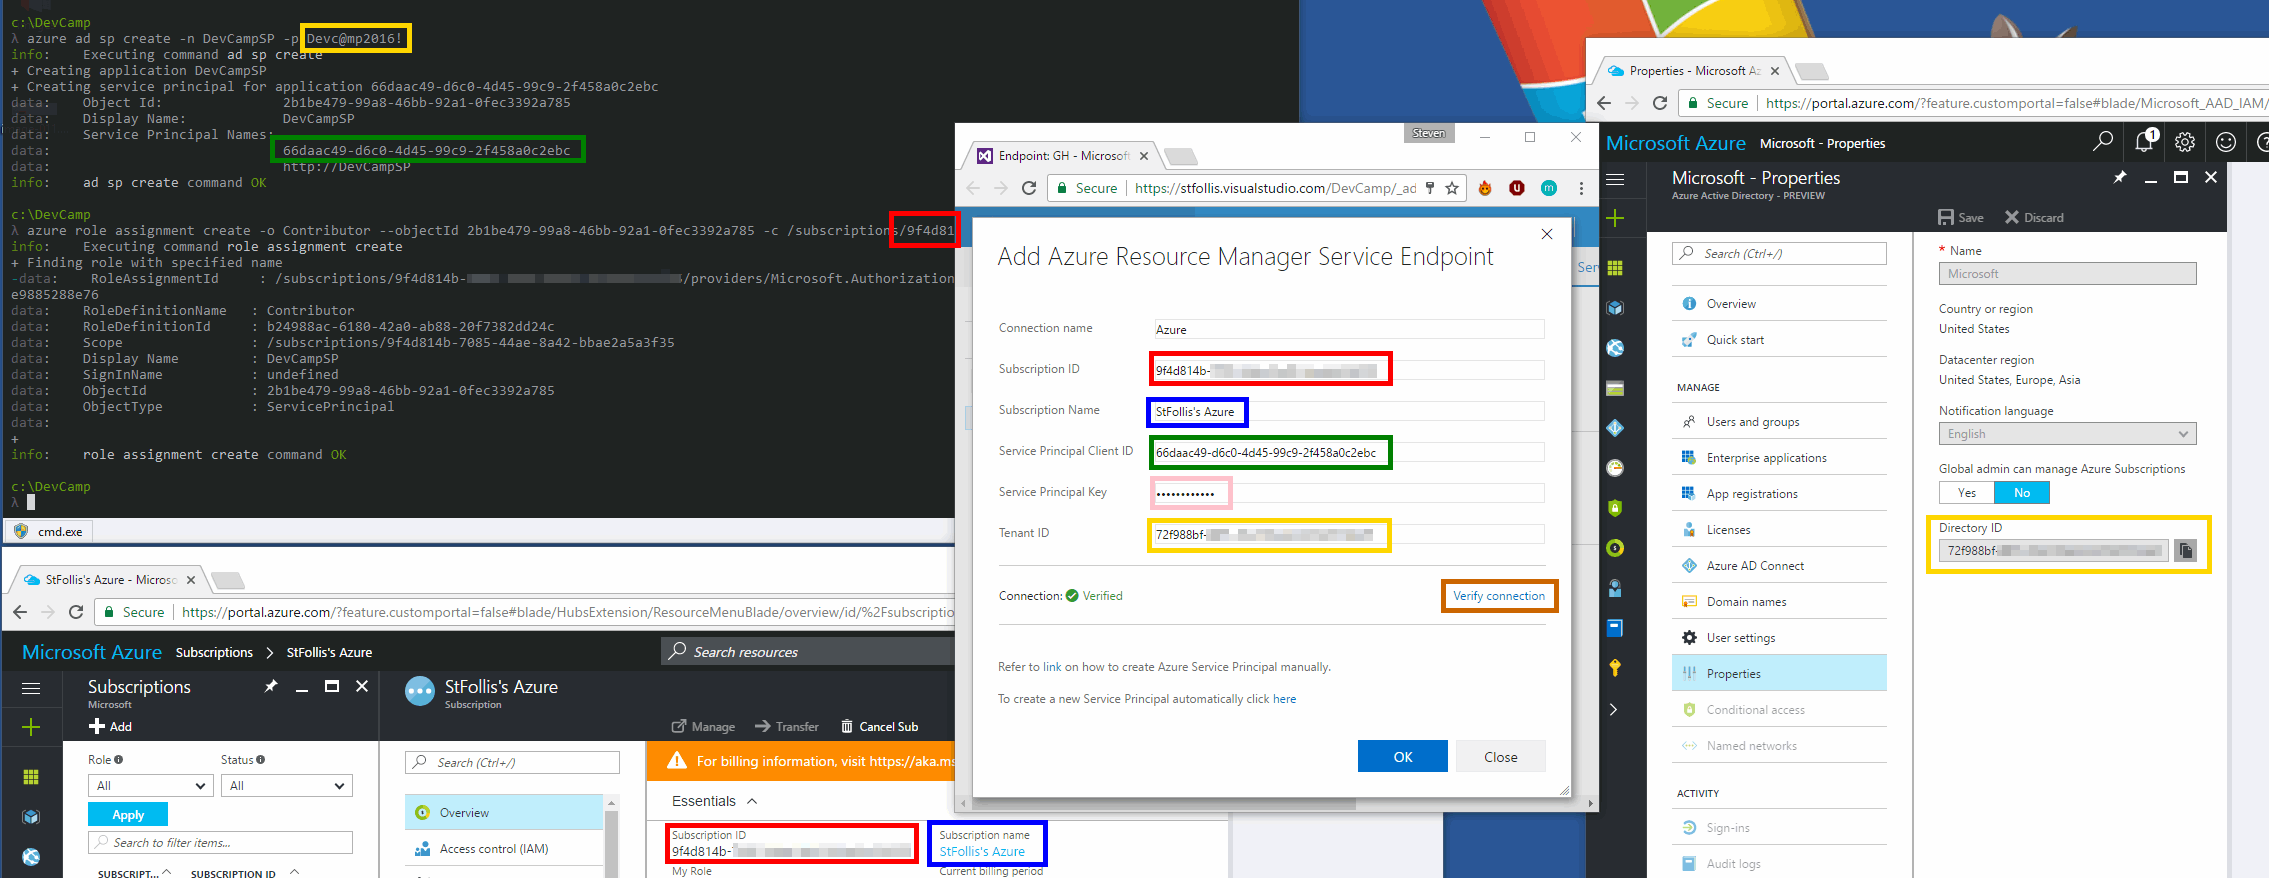 c:\DevCamp
λ azure ad sp create -n DevCampSP -p Devc@mp2016!
info:    Executing command ad sp create
+ Creating application DevCampSP
+ Creating service principal for application 66daac49-d6c0-4d45-99c9-2f458a0c2ebc
data:    Object Id:               2b1be479-99a8-46bb-92a1-0fec3392a785
data:    Display Name:            DevCampSP
data:    Service Principal Names:
data:                             66daac49-d6c0-4d45-99c9-2f458a0c2ebc
data:                             http://DevCampSP
info:    ad sp create command OK
c:\DevCamp
λ azure role assignment create -o Contributor --objectId 2b1be479-99a8-46bb-92a1-0fec3392a785 -c /subscriptions/9f4d81
info:    Executing command role assignment create
+ Finding role with specified name
-data:    RoleAssignmentId     : /subscriptions/9f4d814b-/providers/Microsoft.Authorization
e9885288e76
data:    RoleDefinitionName   : Contributor
data:    RoleDefinitionId     : b24988ac-6180-42a0-ab88-20f7382dd24c
data:    Scope                : /subscriptions/9f4d814b-7085-44ae-8a42-bbae2a5a3f35
data:    Display Name         : DevCampSP
data:    SignInName           : undefined
data:    ObjectId             : 2b1be479-99a8-46bb-92a1-0fec3392a785
data:    ObjectType           : ServicePrincipal
data:
+
info:    role assignment create command OK
c:\DevCamp
λ
cmd.exe
StFollis's Azure - Microso
Secure https://portal.azure.com/?feature.customportal=false#blade/HubsExtension/ResourceMenuBlade/overview/id/%2Fsubscriptio
Microsoft Azure Subscriptions > StFollis's Azure
Search resources
Subscriptions
Microsoft
Add
Role Status
All All
Apply
Search to filter items...
SUBSCRIPT... SUBSCRIPTION ID
StFollis's Azure
Subscription
Manage Transfer Cancel Sub
Search (Ctrl+/)
Overview
Access control (IAM)
For billing information, visit https://aka.ms
Essentials
Subscription ID
9f4d814b-
My Role
Subscription name
StFollis's Azure
Current billing period
Steven
Endpoint: GH - Microsoft
Secure https://stfollis.visualstudio.com/DevCamp/_ad
Ser
Add Azure Resource Manager Service Endpoint
Connection name Azure
Subscription ID 9f4d814b-
Subscription Name StFollis's Azure
Service Principal Client ID 66daac49-d6c0-4d45-99c9-2f458a0c2ebc
Service Principal Key ••••••••••••
Tenant ID 72f988bf-
Connection: Verified Verify connection
Refer to link on how to create Azure Service Principal manually.
To create a new Service Principal automatically click here
OK Close
Properties - Microsoft Az
Secure https://portal.azure.com/?feature.customportal=false#blade/Microsoft_AAD_IAM/
Microsoft Azure Microsoft - Properties
1
Microsoft - Properties
Azure Active Directory - PREVIEW
Search (Ctrl+/)
Overview
Quick start
MANAGE
Users and groups
Enterprise applications
App registrations
Licenses
Azure AD Connect
Domain names
User settings
Properties
Conditional access
Named networks
ACTIVITY
Sign-ins
Audit logs
Save Discard
* Name
Microsoft
Country or region
United States
Datacenter region
United States, Europe, Asia
Notification language
English
Global admin can manage Azure Subscriptions
Yes No
Directory ID
72f988bf-